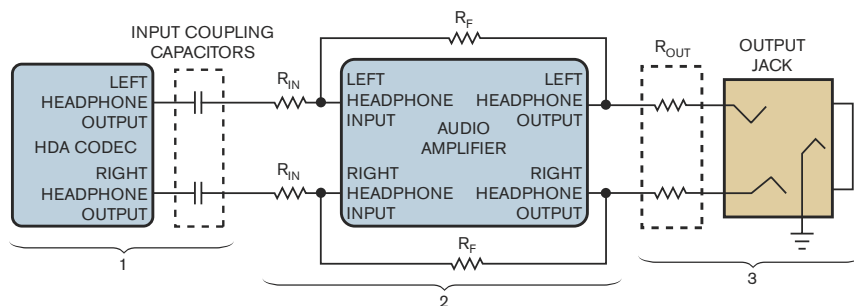 INPUT COUPLING
CAPACITORS
LEFT
HEADPHONE
OUTPUT
HDA CODEC
RIGHT
HEADPHONE
OUTPUT
R_IN
R_IN
R_F
LEFT
HEADPHONE
INPUT
LEFT
HEADPHONE
OUTPUT
AUDIO
AMPLIFIER
RIGHT
HEADPHONE
INPUT
RIGHT
HEADPHONE
OUTPUT
R_F
R_OUT
OUTPUT
JACK
1
2
3